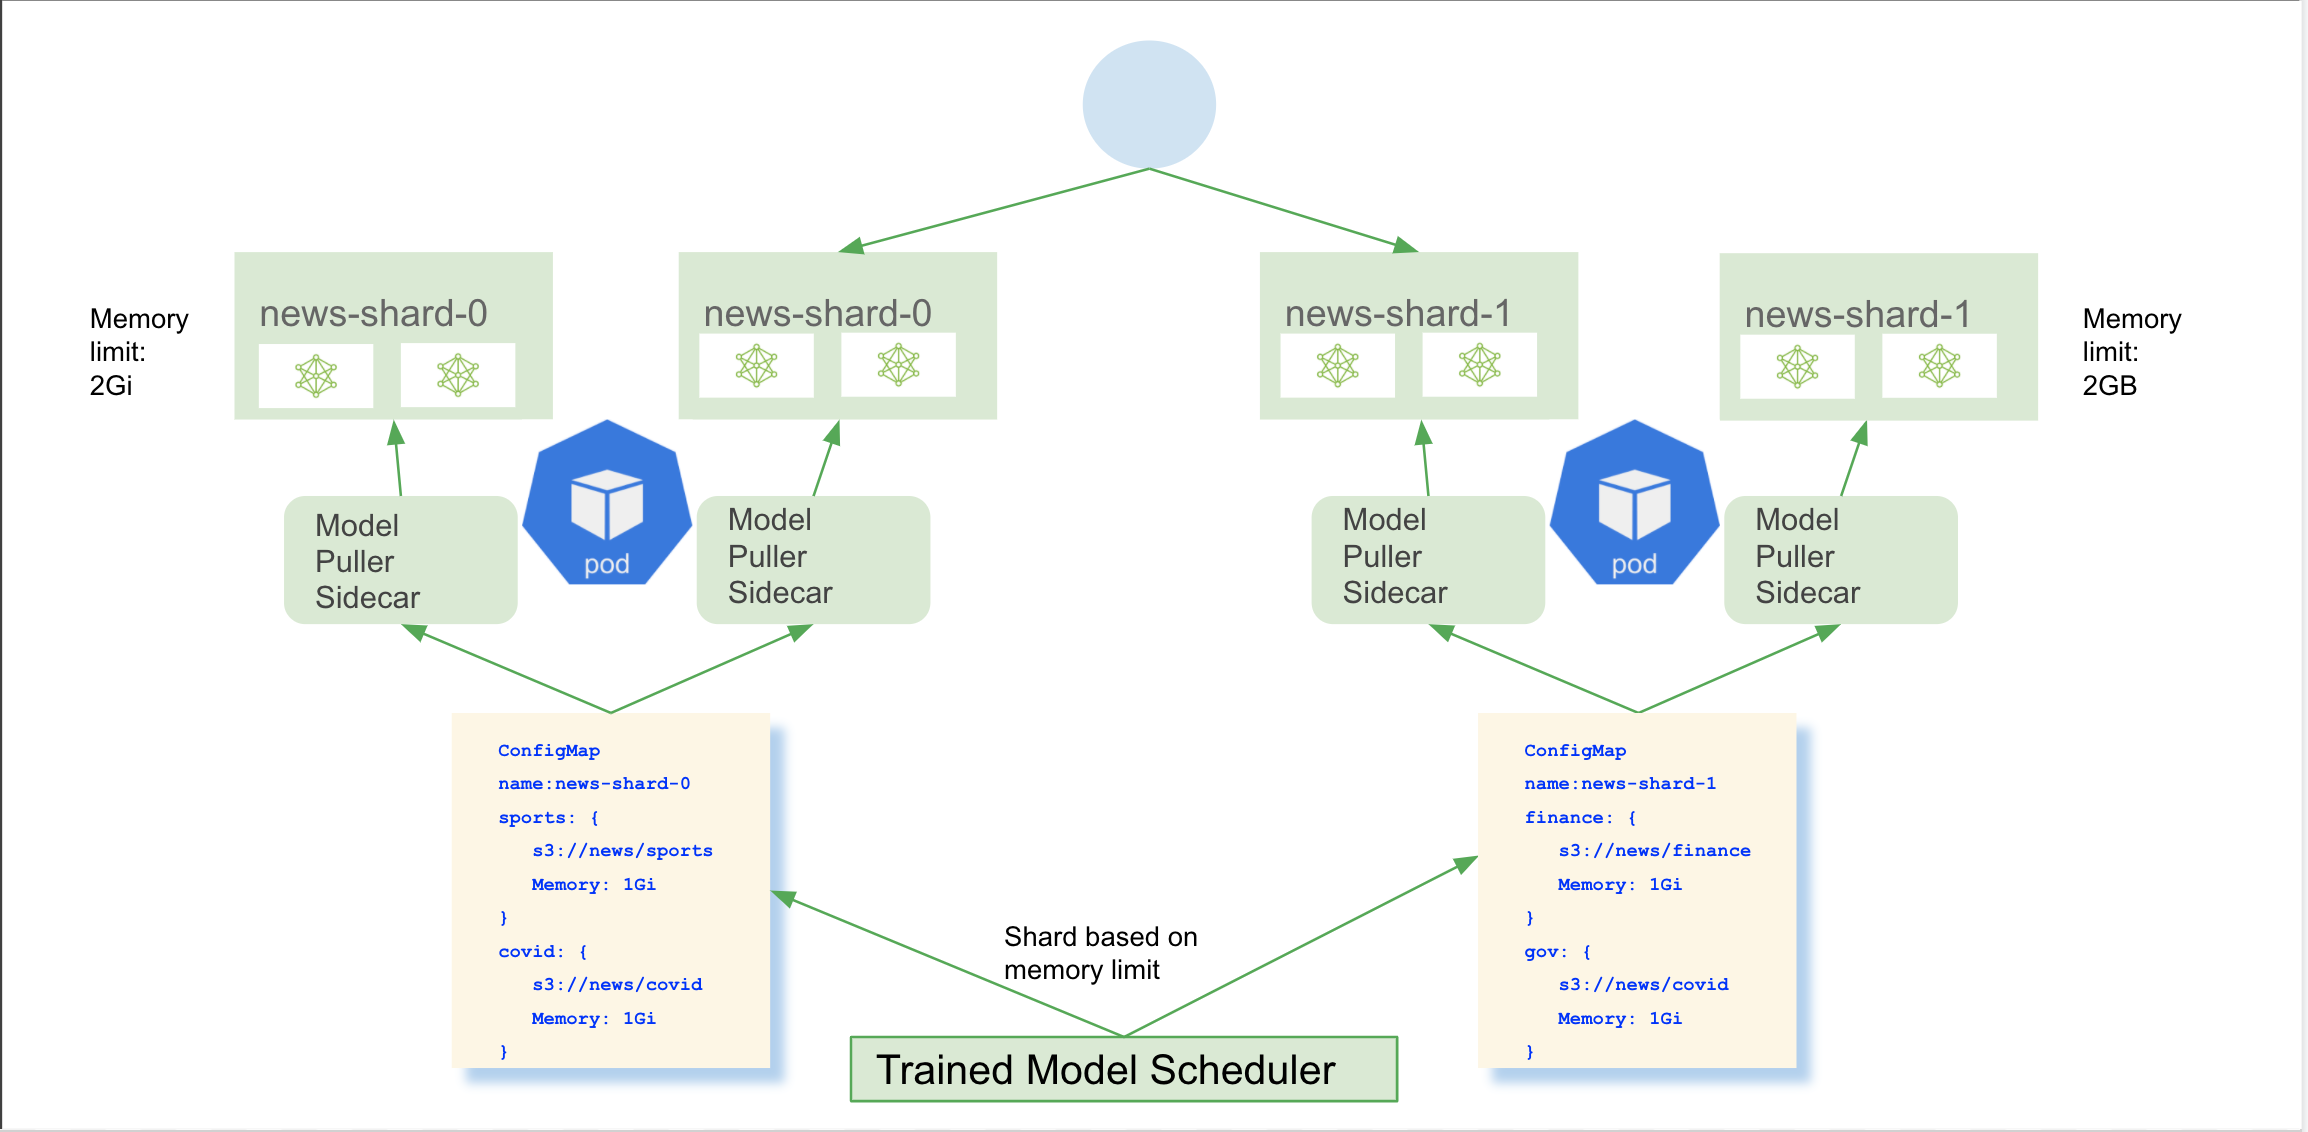 news-shard-0
news-shard-0
news-shard-1
news-shard-1
Memory
limit:
2Gi
Memory
limit:
2GB
pod
pod
Model
Puller
Sidecar
Model
Puller
Sidecar
Model
Puller
Sidecar
Model
Puller
Sidecar
ConfigMap
name:news-shard-0
sports: {
s3://news/sports
Memory: 1Gi
}
covid: {
s3://news/covid
Memory: 1Gi
}
ConfigMap
name:news-shard-1
finance: {
s3://news/finance
Memory: 1Gi
}
gov: {
s3://news/covid
Memory: 1Gi
}
Shard based on
memory limit
Trained Model Scheduler